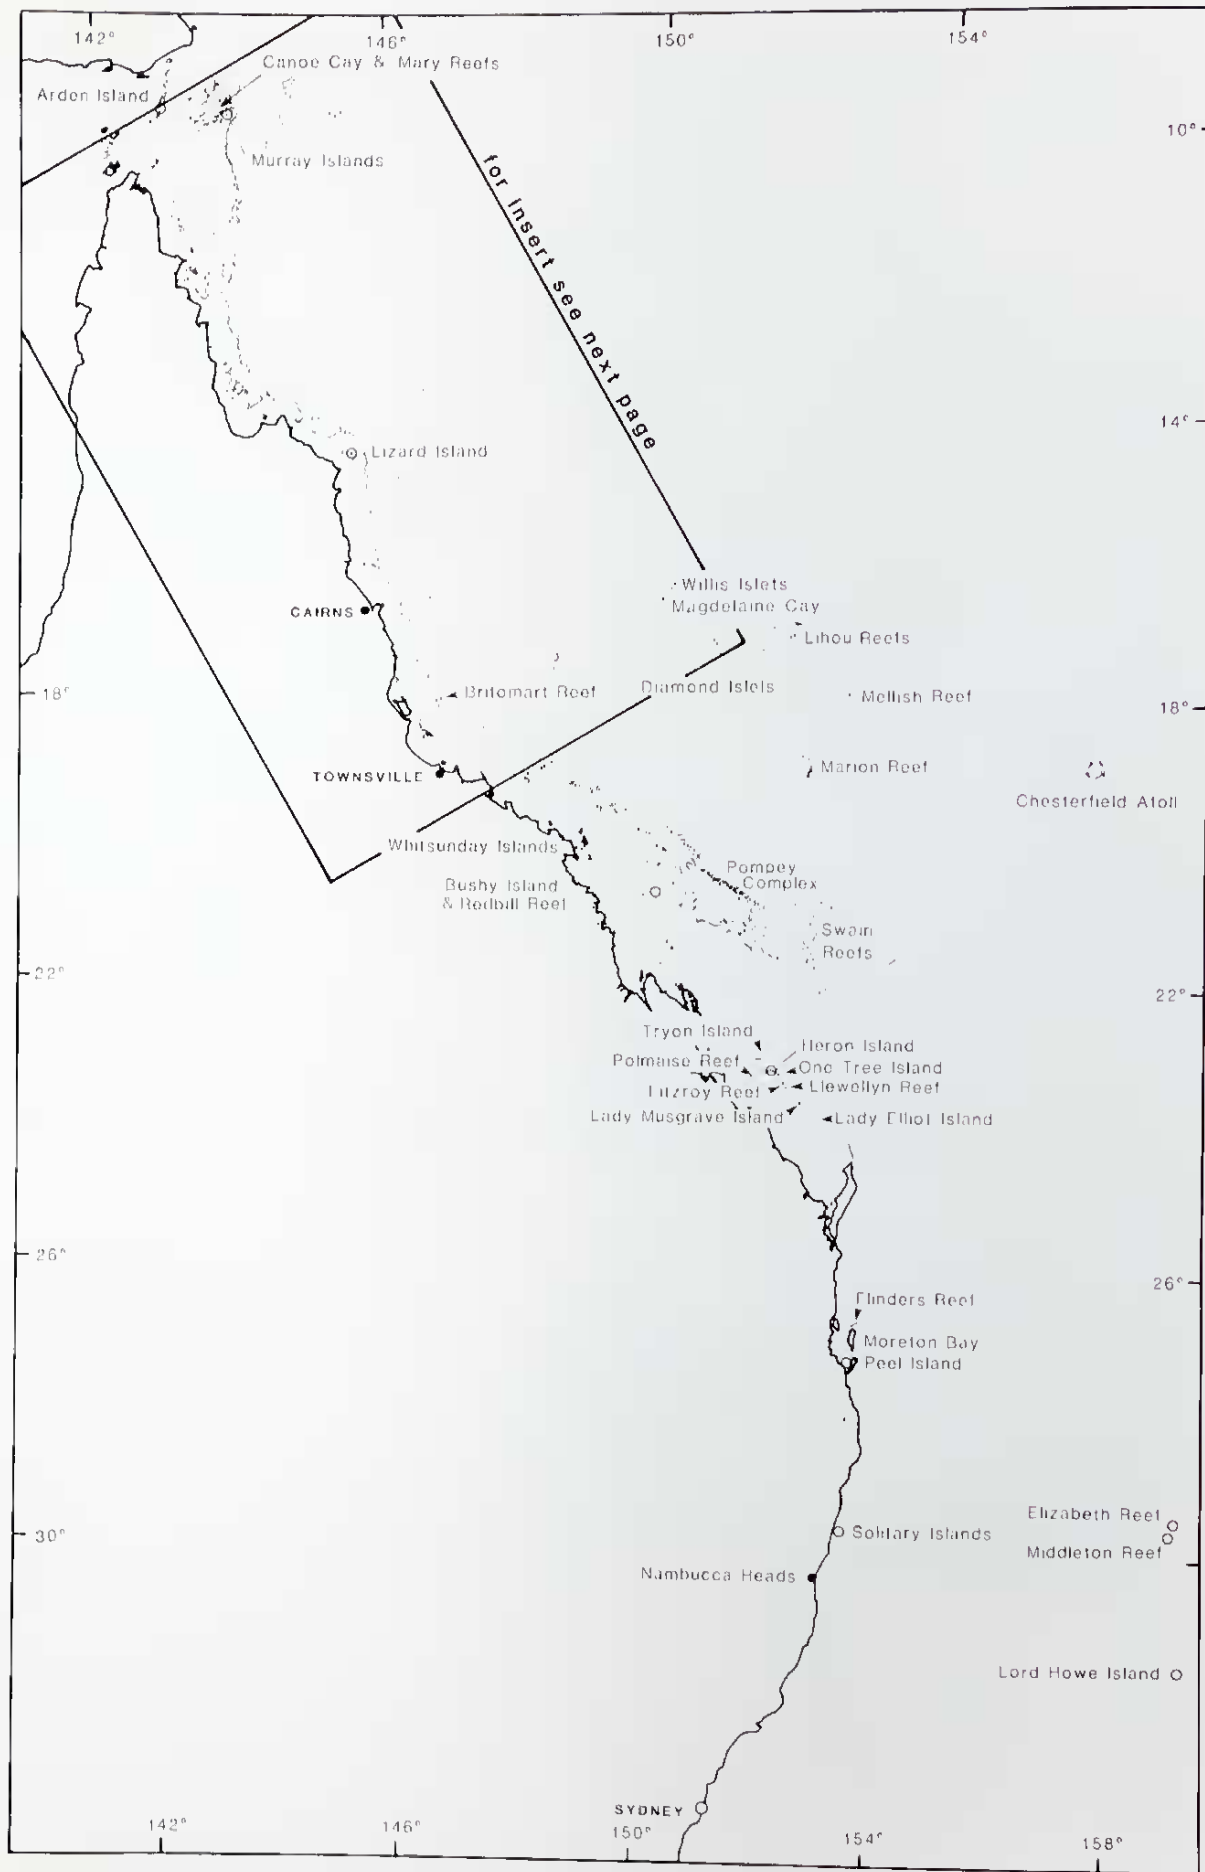 142°
146°
150°
154°
Canoe Cay & Mary Reefs
Arden Island
10°
Murray Islands
for insert see next page
14°
Lizard Island
Willis Islets
Magdelaine Cay
CAIRNS
Lihou Reefs
18°
Britomart Reef
Diamond Islets
Mellish Reef
18°
TOWNSVILLE
Marion Reef
Chesterfield Atoll
Whitsunday Islands
Pompey
Complex
Bushy Island
& Redbill Reef
Swain
Reefs
22°
22°
Tryon Island
Heron Island
Polmaise Reef
One Tree Island
Fitzroy Reef
Llewellyn Reef
Lady Musgrave Island
Lady Elliot Island
26°
26°
Flinders Reef
Moreton Bay
Peel Island
30°
Solitary Islands
Elizabeth Reef
Middleton Reef
Nambucca Heads
Lord Howe Island
SYDNEY
142°
146°
150°
154°
158°